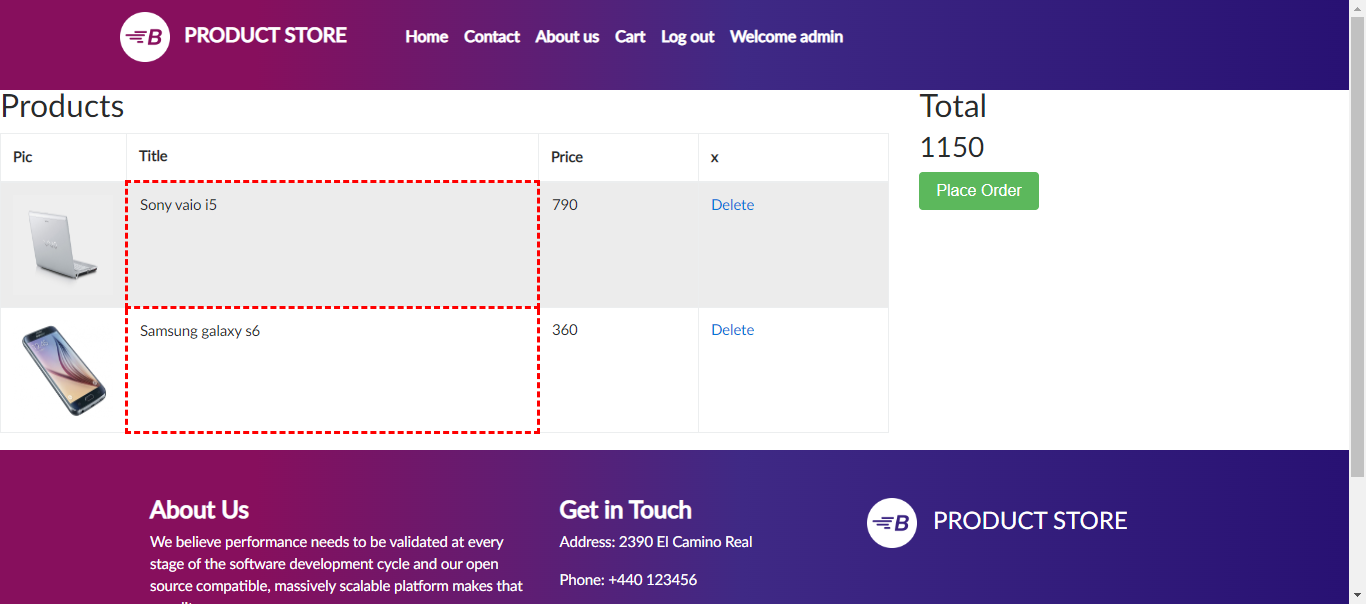 B PRODUCT STORE Home Contact About us Cart Log out Welcome admin
Products
Total
1150
Place Order
Pic Title Price x
Sony vaio i5 790 Delete
Samsung galaxy s6 360 Delete
About Us
We believe performance needs to be validated at every
stage of the software development cycle and our open
source compatible, massively scalable platform makes that
Get in Touch
Address: 2390 El Camino Real
Phone: +440 123456
B PRODUCT STORE